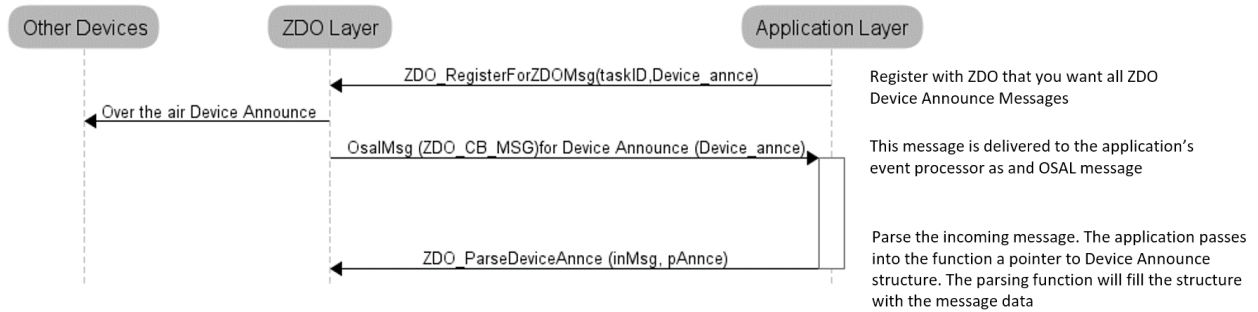 Other Devices
ZDO Layer
Application Layer
ZDO_RegisterForZDOMsg(taskID,Device_annce)
Register with ZDO that you want all ZDO
Device Announce Messages
Over the air Device Announce
OsalMsg (ZDO_CB_MSG)for Device Announce (Device_annce)
This message is delivered to the application's
event processor as and OSAL message
ZDO_ParseDeviceAnnce (inMsg, pAnnce)
Parse the incoming message. The application passes
into the function a pointer to Device Announce
structure. The parsing function will fill the structure
with the message data